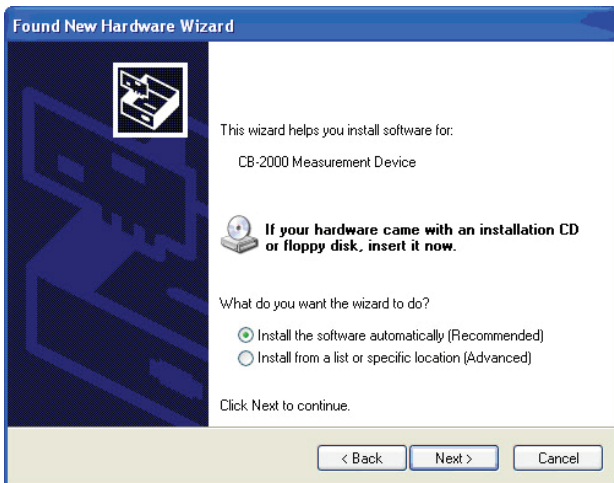 Found New Hardware Wizard
This wizard helps you install software for:
CB-2000 Measurement Device
If your hardware came with an installation CD
or floppy disk, insert it now.
What do you want the wizard to do?
Install the software automatically (Recommended)
Install from a list or specific location (Advanced)
Click Next to continue.
< Back Next > Cancel